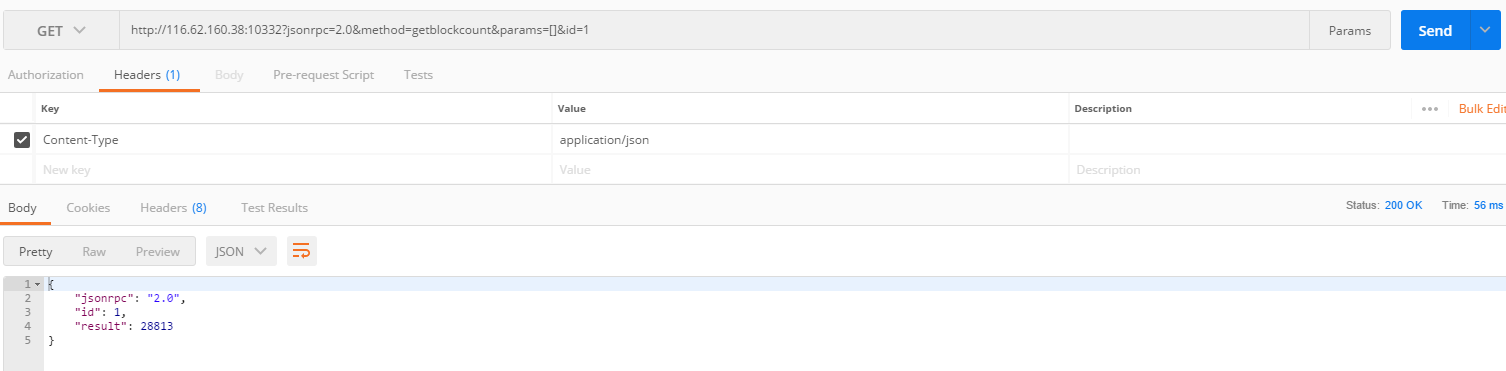 GET http://116.62.160.38:10332?jsonrpc=2.0&method=getblockcount&params=[]&id=1 Params Send
Authorization Headers (1) Body Pre-request Script Tests
Key Value Description ••• Bulk Edit
Content-Type application/json
New key Value Description
Body Cookies Headers (8) Test Results Status: 200 OK Time: 56 ms
Pretty Raw Preview JSON
1 {
2 "jsonrpc": "2.0",
3 "id": 1,
4 "result": 28813
5 }